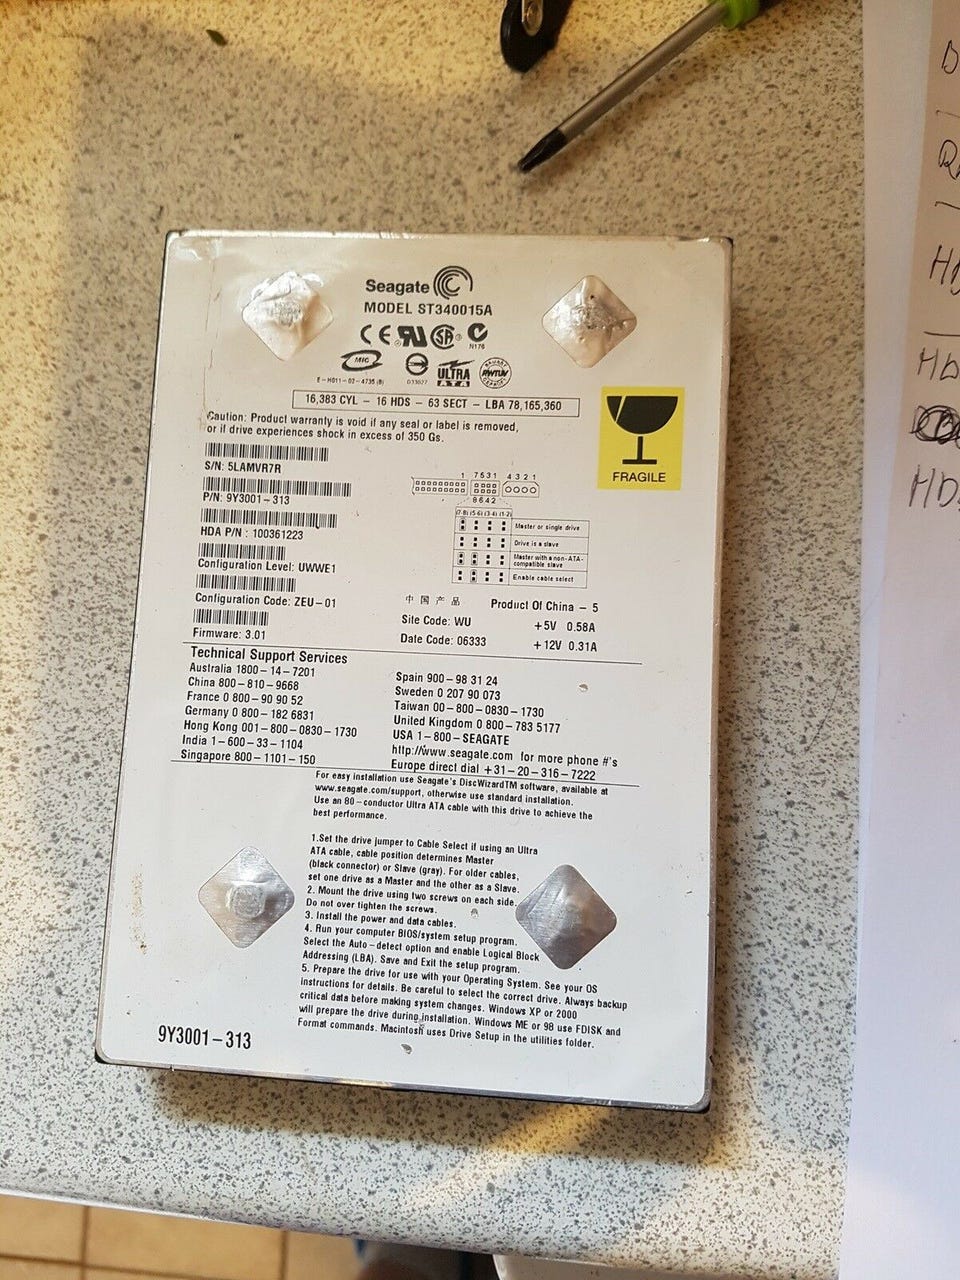 Seagate
MODEL ST340015A
N176
MIC
ULTRA
ATA
E-H011-02-4735 (B)
D33027
16,383 CYL - 16 HDS - 63 SECT - LBA 78,165,360
Caution: Product warranty is void if any seal or label is removed,
or if drive experiences shock in excess of 350 Gs.
FRAGILE
S/N: 5LAMVR7R
P/N: 9Y3001-313
HDA P/N : 100361223
Configuration Level: UWWE1
Configuration Code: ZEU-01
Firmware: 3.01
1 7531 4321
8642
(7-8) (5-6) (3-4) (1-2)
Master or single drive
Drive is a slave
Master with a non-ATA-
compatible slave
Enable cable select
中国产品 Product Of China - 5
Site Code: WU +5V 0.58A
Date Code: 06333 +12V 0.31A
Technical Support Services
Australia 1800-14-7201
China 800-810-9668
France 0 800-90 90 52
Germany 0 800-182 6831
Hong Kong 001-800-0830-1730
India 1-600-33-1104
Singapore 800-1101-150
Spain 900-98 31 24
Sweden 0 207 90 073
Taiwan 00-800-0830-1730
United Kingdom 0 800-783 5177
USA 1-800-SEAGATE
http://www.seagate.com for more phone #'s
Europe direct dial +31-20-316-7222
For easy installation use Seagate's DiscWizardTM software, available at
www.seagate.com/support, otherwise use standard installation.
Use an 80-conductor Ultra ATA cable with this drive to achieve the
best performance.
1.Set the drive jumper to Cable Select if using an Ultra
ATA cable, cable position determines Master
(black connector) or Slave (gray). For older cables,
set one drive as a Master and the other as a Slave.
2. Mount the drive using two screws on each side.
Do not over tighten the screws.
3. Install the power and data cables.
4. Run your computer BIOS/system setup program.
Select the Auto-detect option and enable Logical Block
Addressing (LBA). Save and Exit the setup program.
5. Prepare the drive for use with your Operating System. See your OS
instructions for details. Be careful to select the correct drive. Always backup
critical data before making system changes. Windows XP or 2000
will prepare the drive during installation. Windows ME or 98 use FDISK and
Format commands. Macintosh uses Drive Setup in the utilities folder.
9Y3001-313